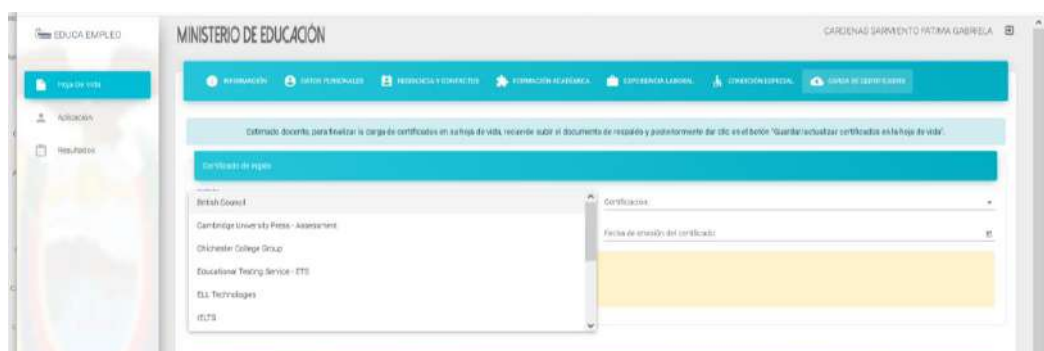 EDUCA EMPLEO
MINISTERIO DE EDUCACIÓN
CARDENAS SARMIENTO FATIMA GABRIELA
Hoja de vida
Aplicación
Resultados
INFORMACIÓN
DATOS PERSONALES
RESIDENCIA Y CONTACTOS
FORMACIÓN ACADÉMICA
EXPERIENCIA LABORAL
CONDICIÓN ESPECIAL
CARGA DE CERTIFICADOS
Estimado docente, para finalizar la carga de certificados en su hoja de vida, recuerde subir el documento de respaldo y posteriormente dar clic en el botón "Guardar/actualizar certificados en la hoja de vida".
Certificado de inglés
British Council
Cambridge University Press - Assessment
Chichester College Group
Educational Testing Service - ETS
ELL Technologies
IELTS
Certificación
Fecha de emisión del certificado